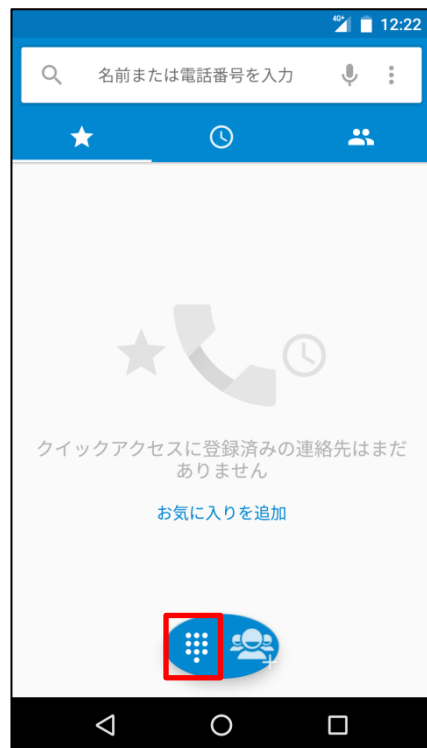 4G+ 12:22
名前または電話番号を入力
クイックアクセスに登録済みの連絡先はまだ
ありません
お気に入りを追加